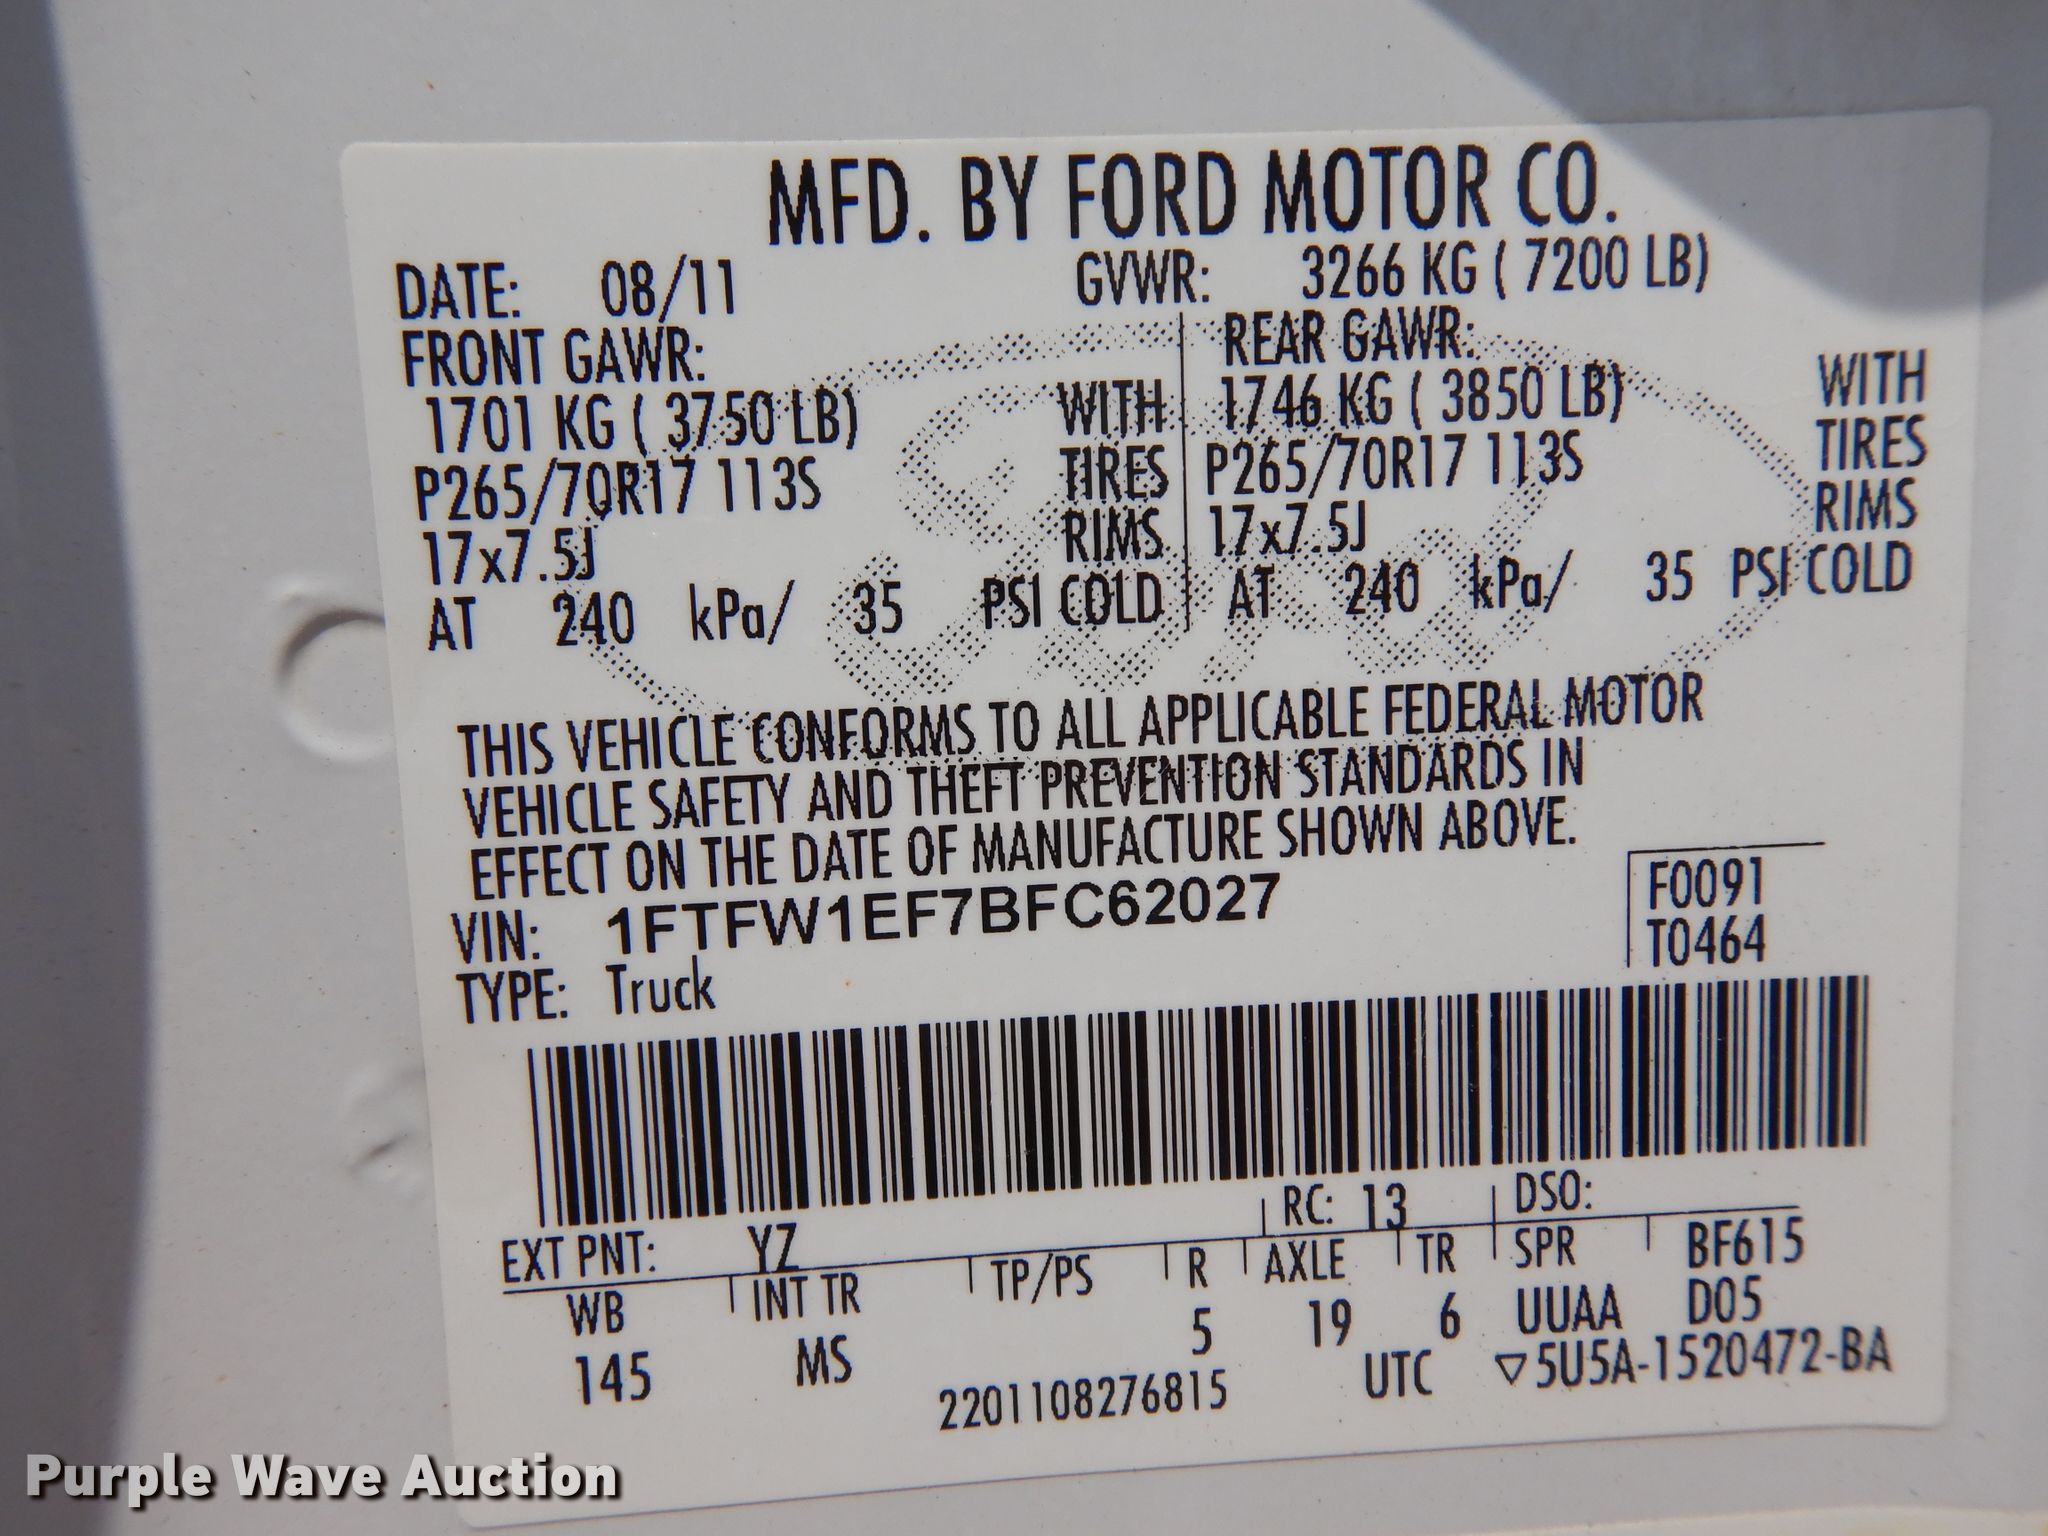 MFD. BY FORD MOTOR CO.
DATE: 08/11 GVWR: 3266 KG ( 7200 LB)
FRONT GAWR: REAR GAWR:
1701 KG ( 3750 LB) WITH 1746 KG ( 3850 LB) WITH
P265/70R17 113S TIRES P265/70R17 113S TIRES
17x7.5J RIMS 17x7.5J RIMS
AT 240 kPa/ 35 PSI COLD AT 240 kPa/ 35 PSI COLD
THIS VEHICLE CONFORMS TO ALL APPLICABLE FEDERAL MOTOR
VEHICLE SAFETY AND THEFT PREVENTION STANDARDS IN
EFFECT ON THE DATE OF MANUFACTURE SHOWN ABOVE.
VIN: 1FTFW1EF7BFC62027 F0091
TYPE: Truck T0464
RC: 13 DSO:
EXT PNT: YZ
WB INT TR TP/PS R AXLE TR SPR BF615
145 MS 5 19 6 UUAA D05
2201108276815 UTC ▽5U5A-1520472-BA
Ford
Purple Wave Auction